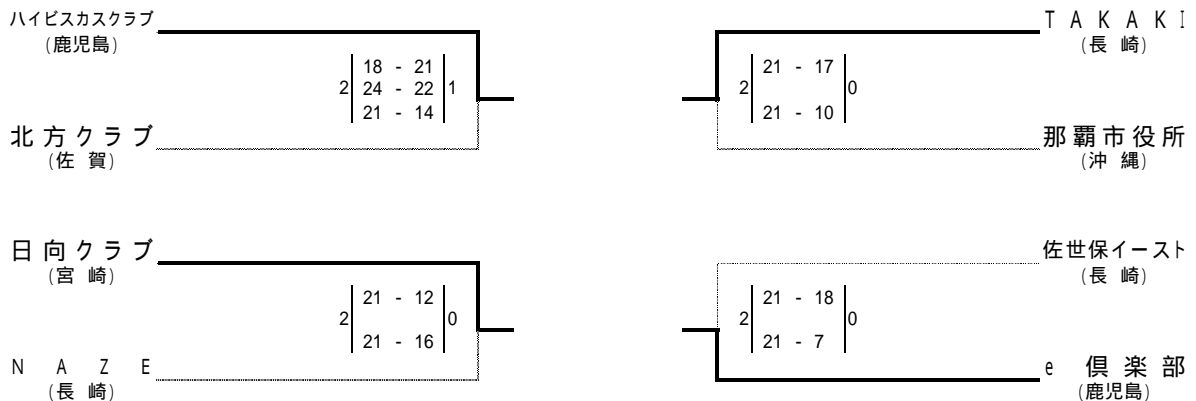 ハイビスカスクラブ
(鹿児島)
18 - 21
2 24 - 22 1
21 - 14
北方クラブ
(佐 賀)
T A K A K I
(長 崎)
21 - 17
2 0
21 - 10
那覇市役所
(沖 縄)
日向クラブ
(宮 崎)
21 - 12
2 0
21 - 16
N A Z E
(長 崎)
佐世保イースト
(長 崎)
21 - 18
2 0
21 - 7
e 倶楽部
(鹿児島)